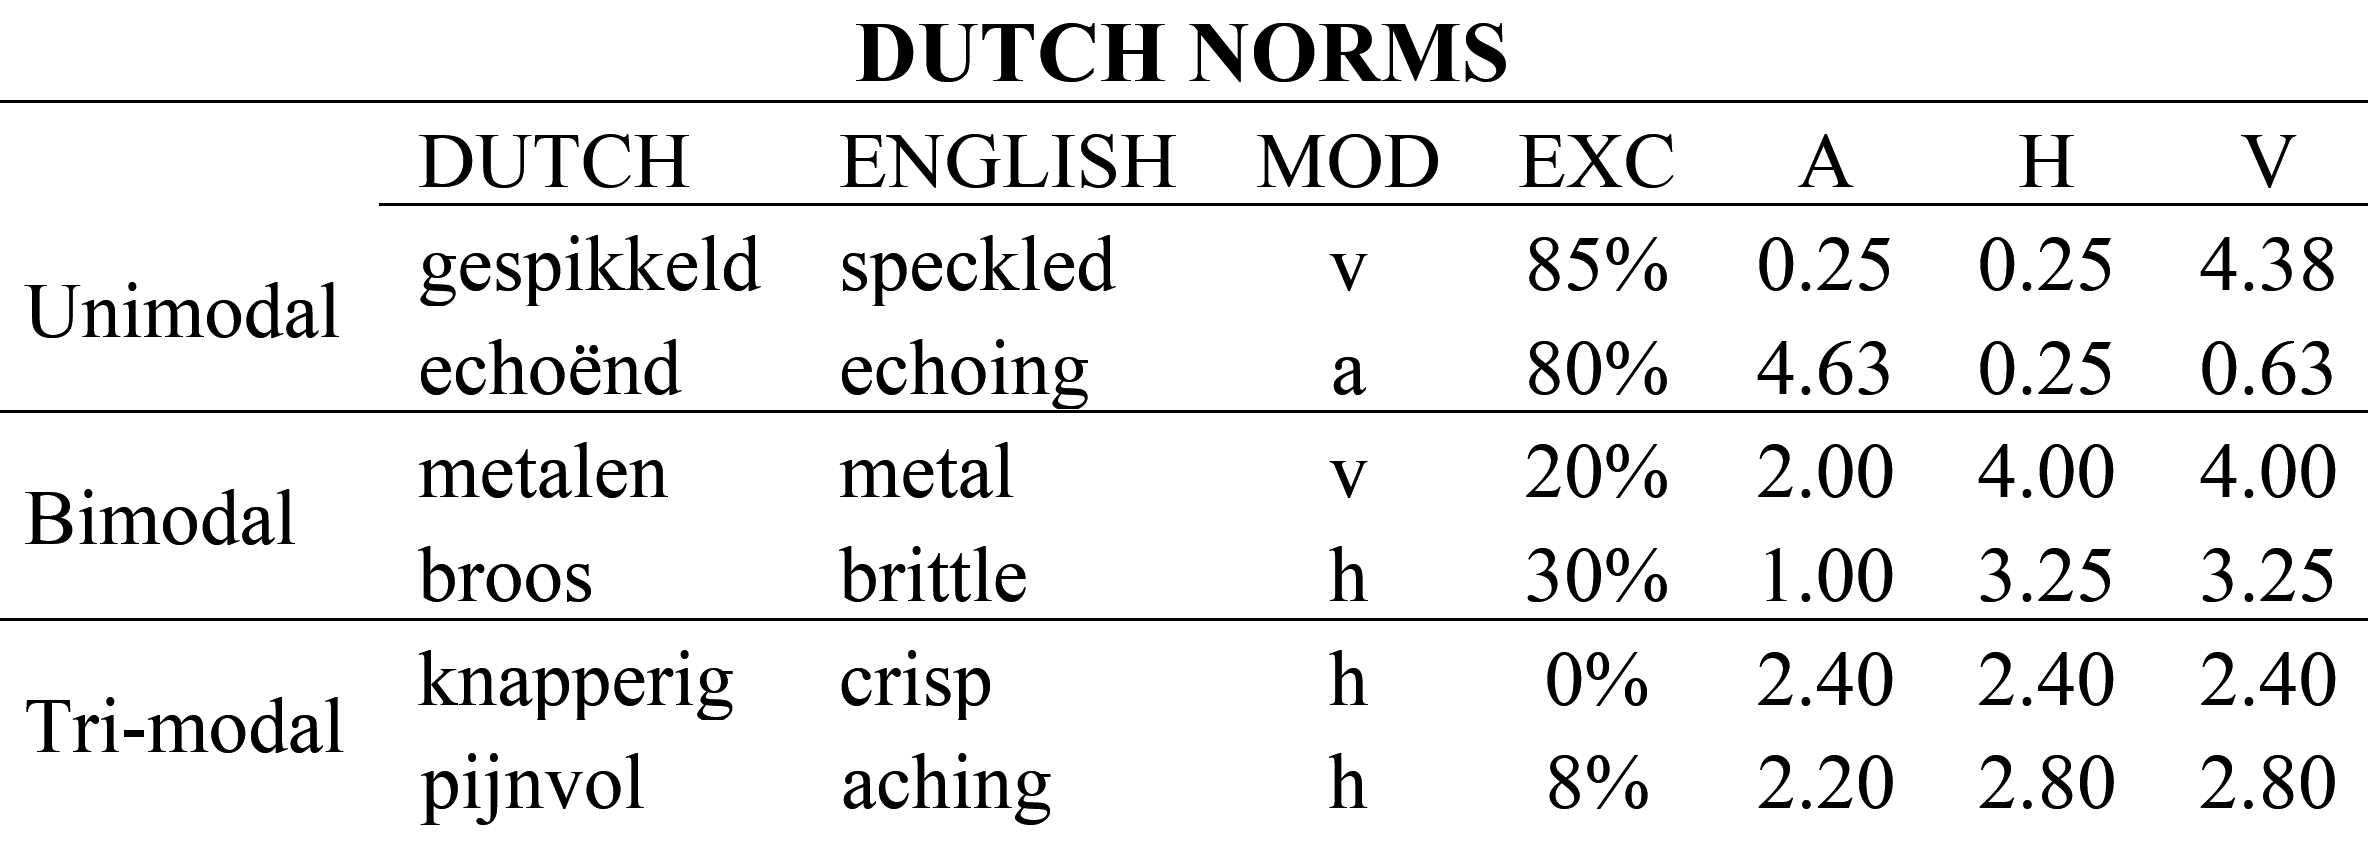 DUTCH NORMS
DUTCH ENGLISH MOD EXC A H V
Unimodal
gespikkeld speckled v 85% 0.25 0.25 4.38
echoënd echoing a 80% 4.63 0.25 0.63
Bimodal
metalen metal v 20% 2.00 4.00 4.00
broos brittle h 30% 1.00 3.25 3.25
Tri-modal
knapperig crisp h 0% 2.40 2.40 2.40
pijnvol aching h 8% 2.20 2.80 2.80